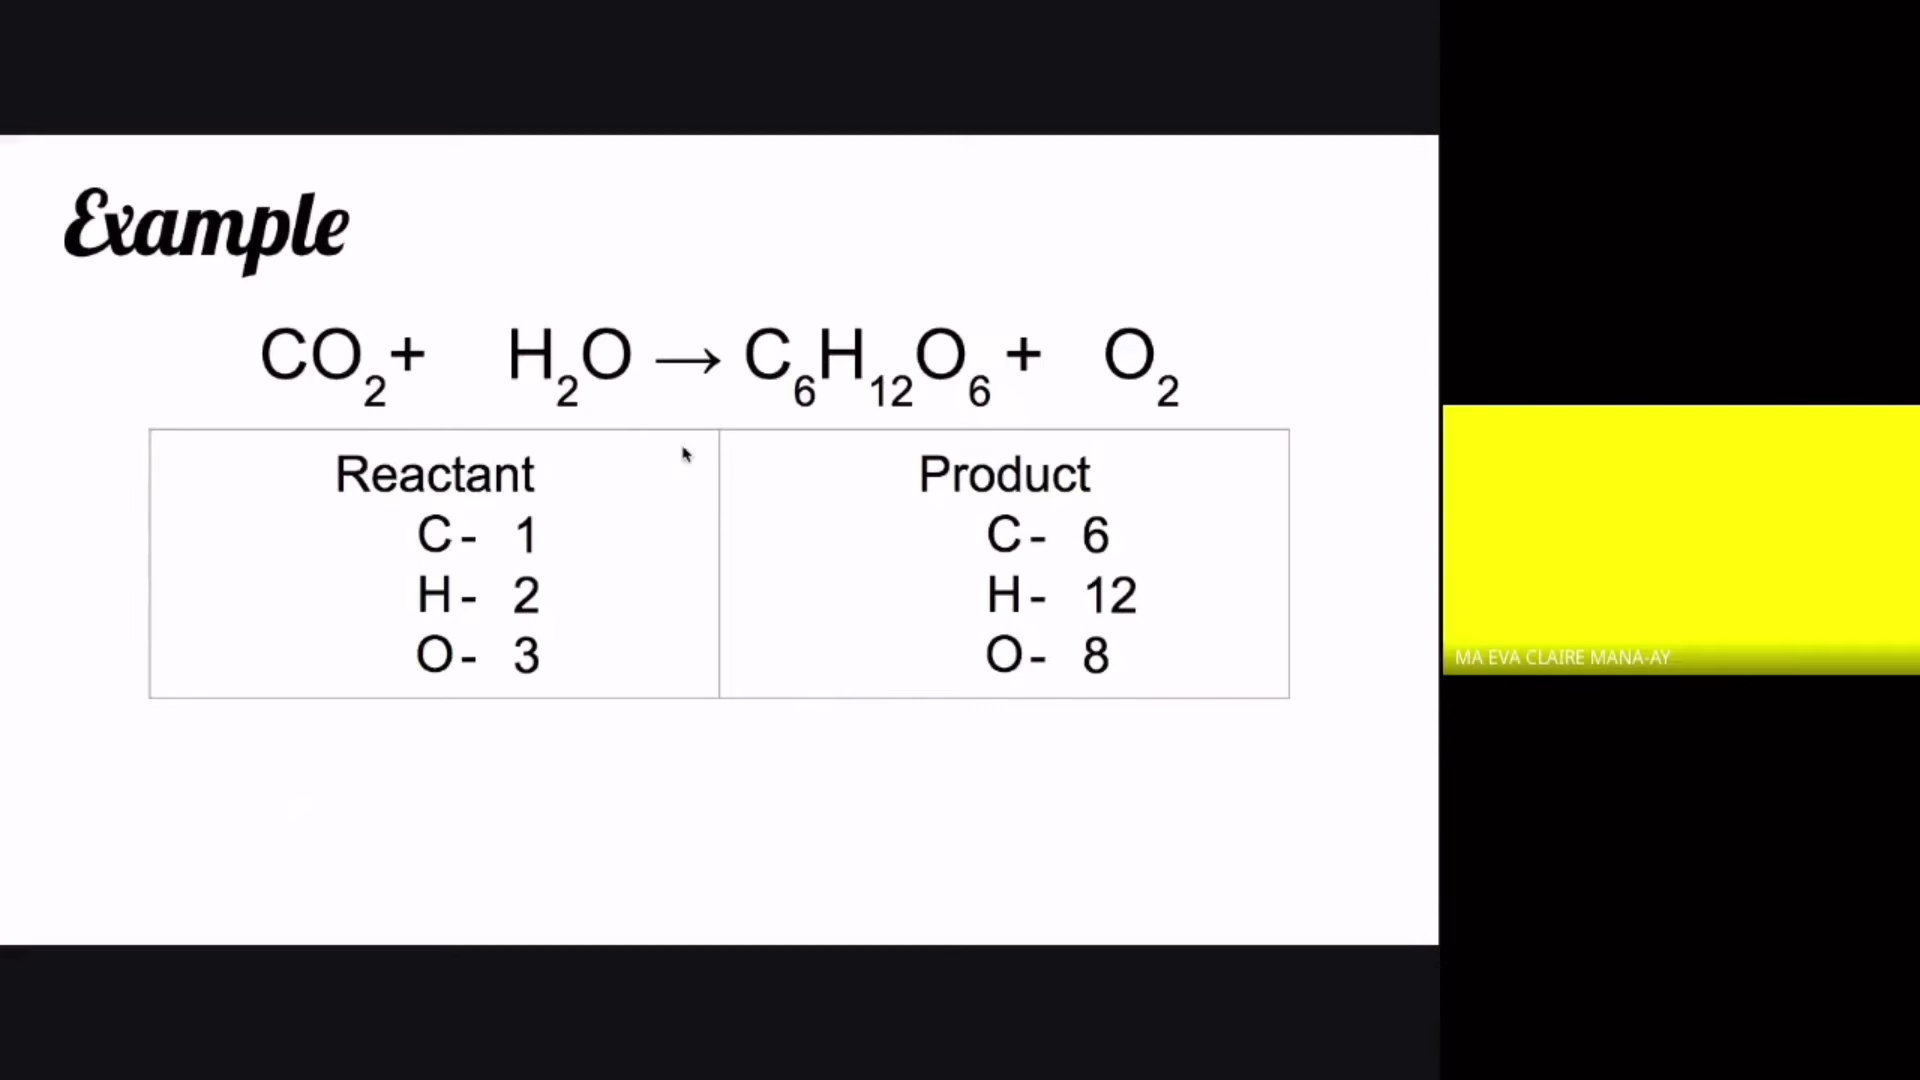 Example
CO₂ + H₂O → C₆H₁₂O₆ + O₂
Reactant
C - 1
H - 2
O - 3
Product
C - 6
H - 12
O - 8
MA EVA CLAIRE MANA-AY